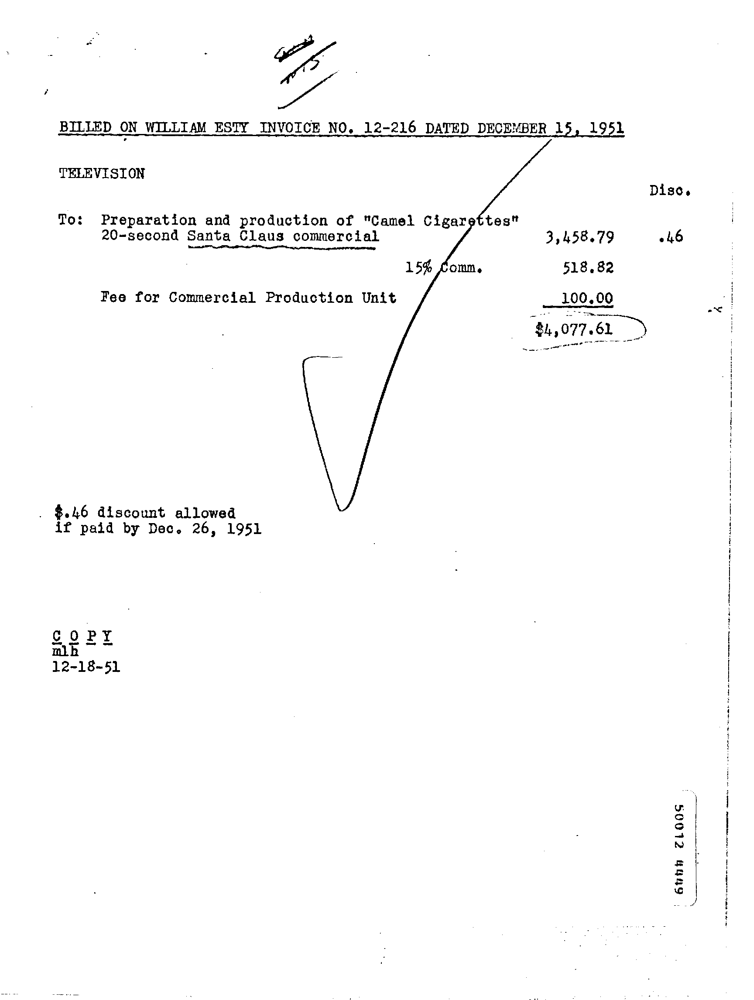 BILLED ON WILLIAM ESTY INVOICE NO. 12-216 DATED DECEMBER 15, 1951
TELEVISION
Disc.
To: Preparation and production of "Camel Cigarettes"
20-second Santa Claus commercial 3,458.79 .46
15% Comm. 518.82
Fee for Commercial Production Unit 100.00
$4,077.61
$.46 discount allowed
if paid by Dec. 26, 1951
C O P Y
mlh
12-18-51
50012 4449